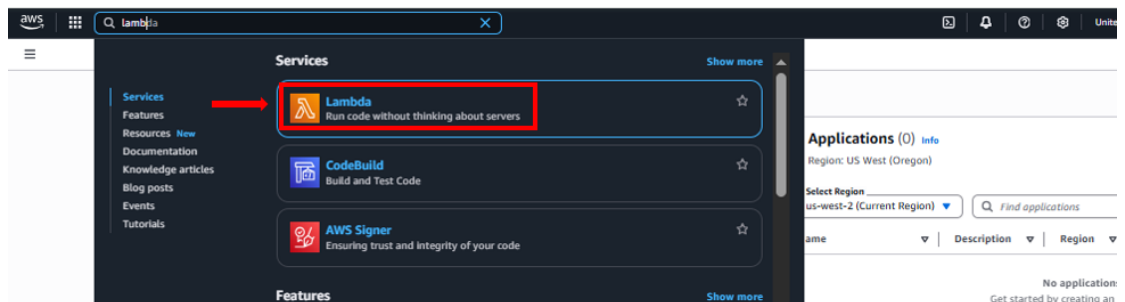 aws
lambda
Unite
Services
Show more
Services
Features
Resources New
Documentation
Knowledge articles
Blog posts
Events
Tutorials
Lambda
Run code without thinking about servers
CodeBuild
Build and Test Code
AWS Signer
Ensuring trust and integrity of your code
Features
Show more
Applications (0) Info
Region: US West (Oregon)
Select Region
us-west-2 (Current Region)
Find applications
ame
Description
Region
No application
Get started by creating an